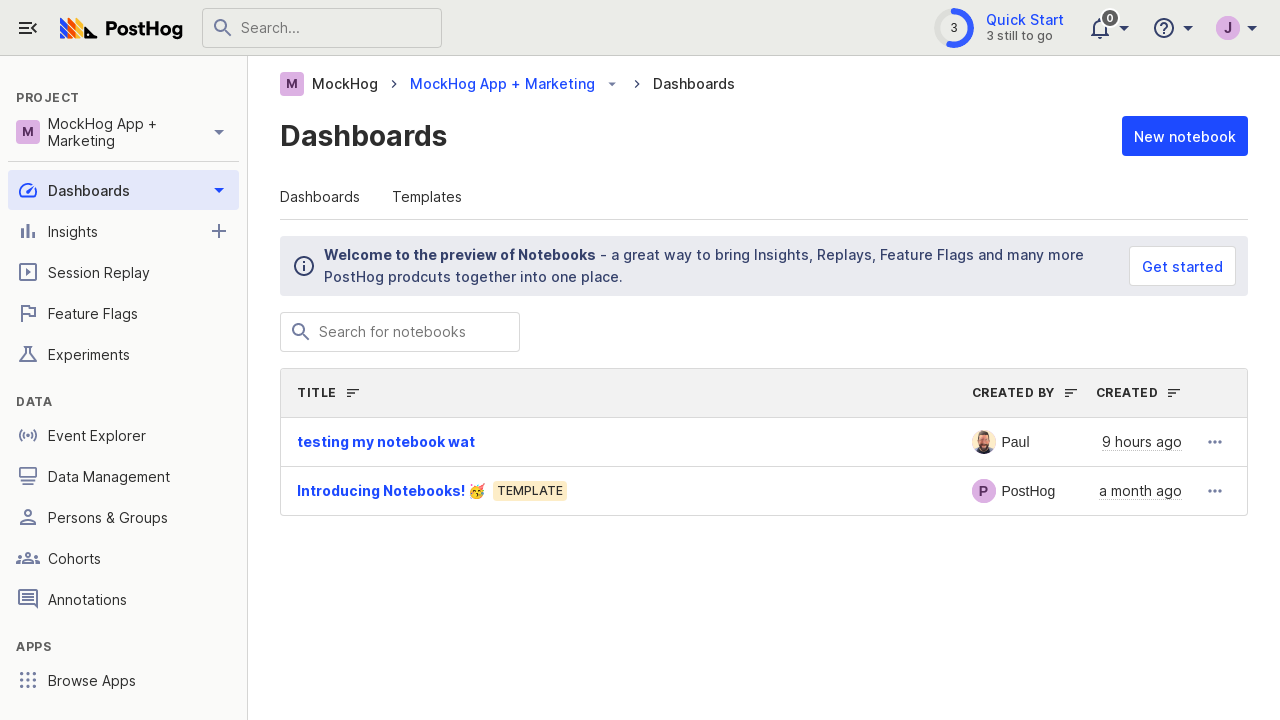 PostHog
Search...
3
Quick Start
3 still to go
0
J
PROJECT
M
MockHog App +
Marketing
Dashboards
Insights
Session Replay
Feature Flags
Experiments
DATA
Event Explorer
Data Management
Persons & Groups
Cohorts
Annotations
APPS
Browse Apps
M MockHog MockHog App + Marketing Dashboards
Dashboards
New notebook
Dashboards Templates
Welcome to the preview of Notebooks - a great way to bring Insights, Replays, Feature Flags and many more
PostHog prodcuts together into one place.
Get started
Search for notebooks
TITLE CREATED BY CREATED
testing my notebook wat Paul 9 hours ago
Introducing Notebooks! 🥳 TEMPLATE P PostHog a month ago